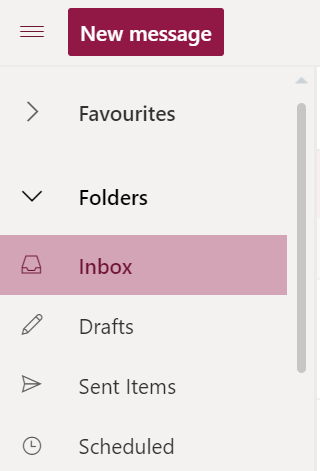 New message
Favourites
Folders
Inbox
Drafts
Sent Items
Scheduled